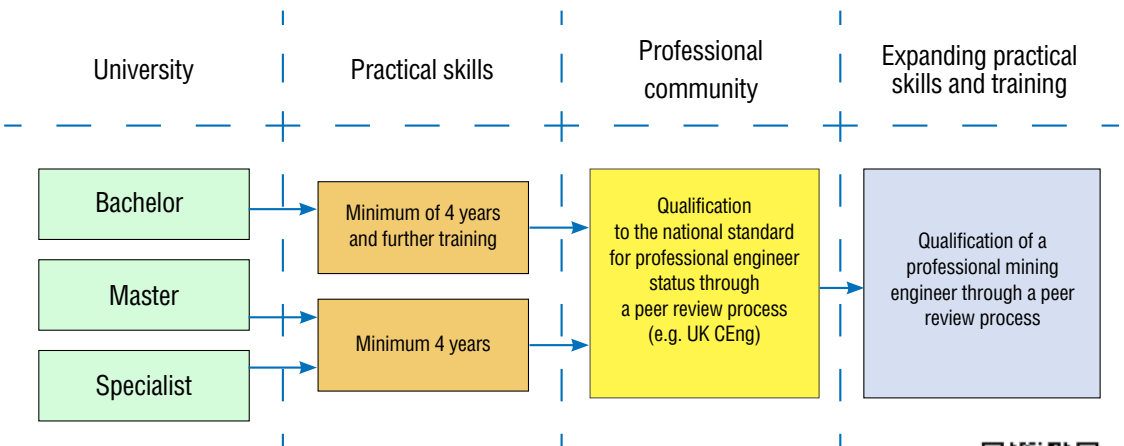 University
Practical skills
Professional
community
Expanding practical
skills and training
Bachelor
Master
Specialist
Minimum of 4 years
and further training
Minimum 4 years
Qualification
to the national standard
for professional engineer
status through
a peer review process
(e.g. UK CEng)
Qualification of a
professional mining
engineer through a peer
review process